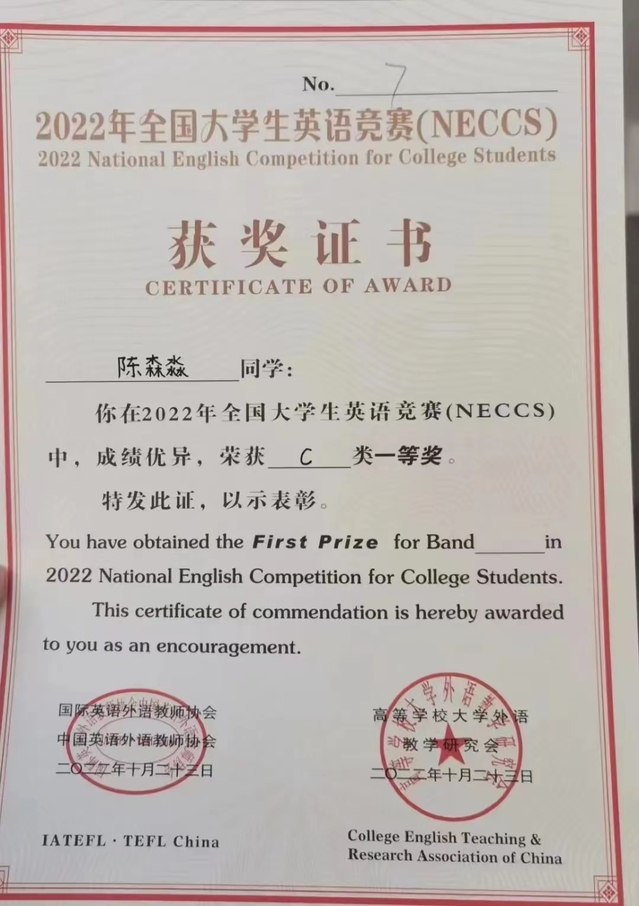 No. 7
2022年全国大学生英语竞赛(NECCS)
2022 National English Competition for College Students
获奖证书
CERTIFICATE OF AWARD
陈森淼 同学：
你在2022年全国大学生英语竞赛(NECCS)
中，成绩优异，荣获 C 类一等奖。
特发此证，以示表彰。
You have obtained the First Prize for Band______in
2022 National English Competition for College Students.
This certificate of commendation is hereby awarded
to you as an encouragement.
国际英语外语教师协会
中国英语外语教师协会
二〇二二年十月二十三日
高等学校大学外语
教学研究会
二〇二二年十月二十三日
IATEFL · TEFL China
College English Teaching &
Research Association of China